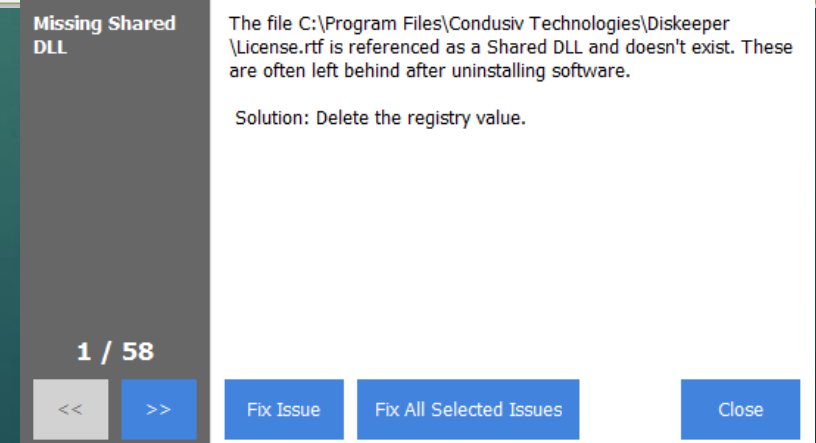 Missing Shared
DLL
The file C:\Program Files\Condusiv Technologies\Diskeeper
\License.rtf is referenced as a Shared DLL and doesn't exist. These
are often left behind after uninstalling software.
Solution: Delete the registry value.
1 / 58
<<
>>
Fix Issue
Fix All Selected Issues
Close